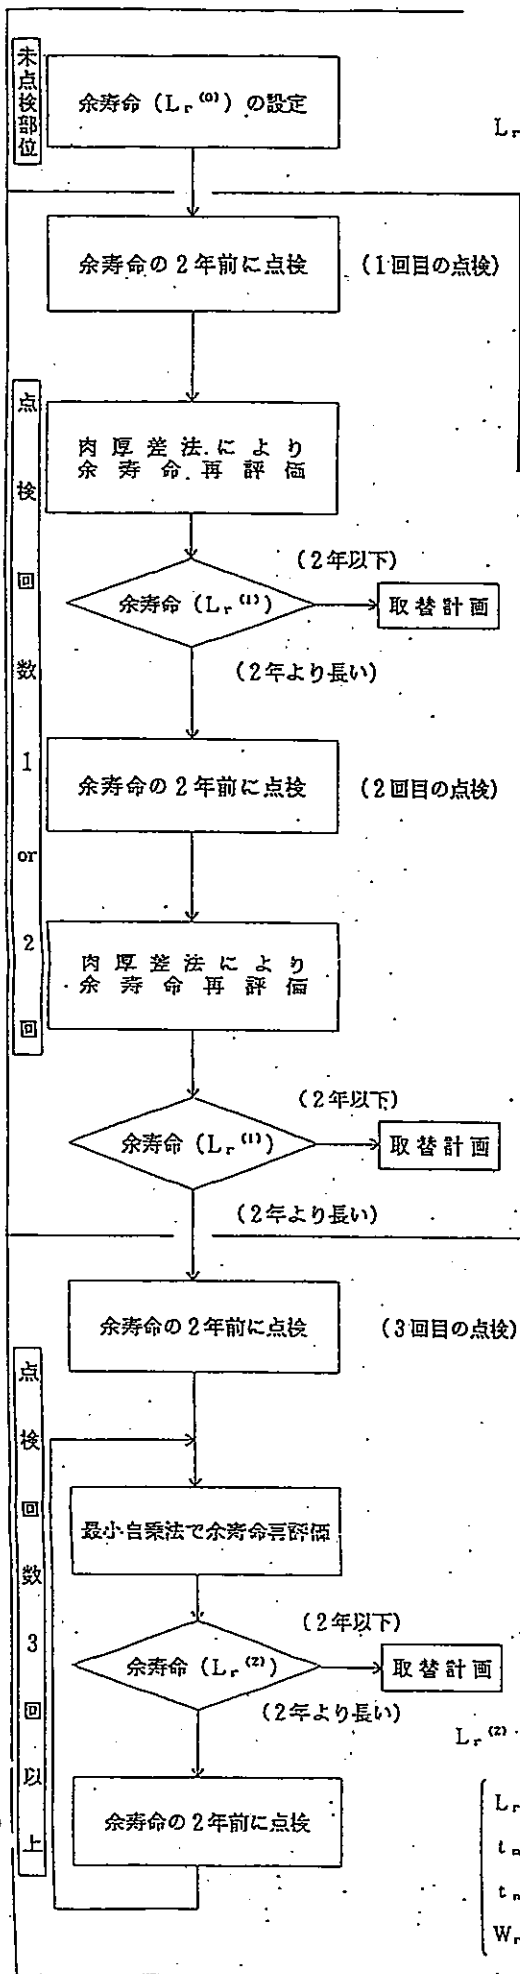 未点検部位
余寿命（Lr⁽⁰⁾）の設定
Lr
余寿命の2年前に点検
（1回目の点検）
点検回数1or2回
肉厚差法により
余寿命再評価
（2年以下）
余寿命（Lr⁽¹⁾）
取替計画
（2年より長い）
余寿命の2年前に点検
（2回目の点検）
肉厚差法により
余寿命再評価
（2年以下）
余寿命（Lr⁽¹⁾）
取替計画
（2年より長い）
余寿命の2年前に点検
（3回目の点検）
点検回数3回以上
最小自乗法で余寿命再評価
（2年以下）
余寿命（Lr⁽²⁾）
取替計画
（2年より長い）
Lr⁽²⁾
余寿命の2年前に点検
Lr